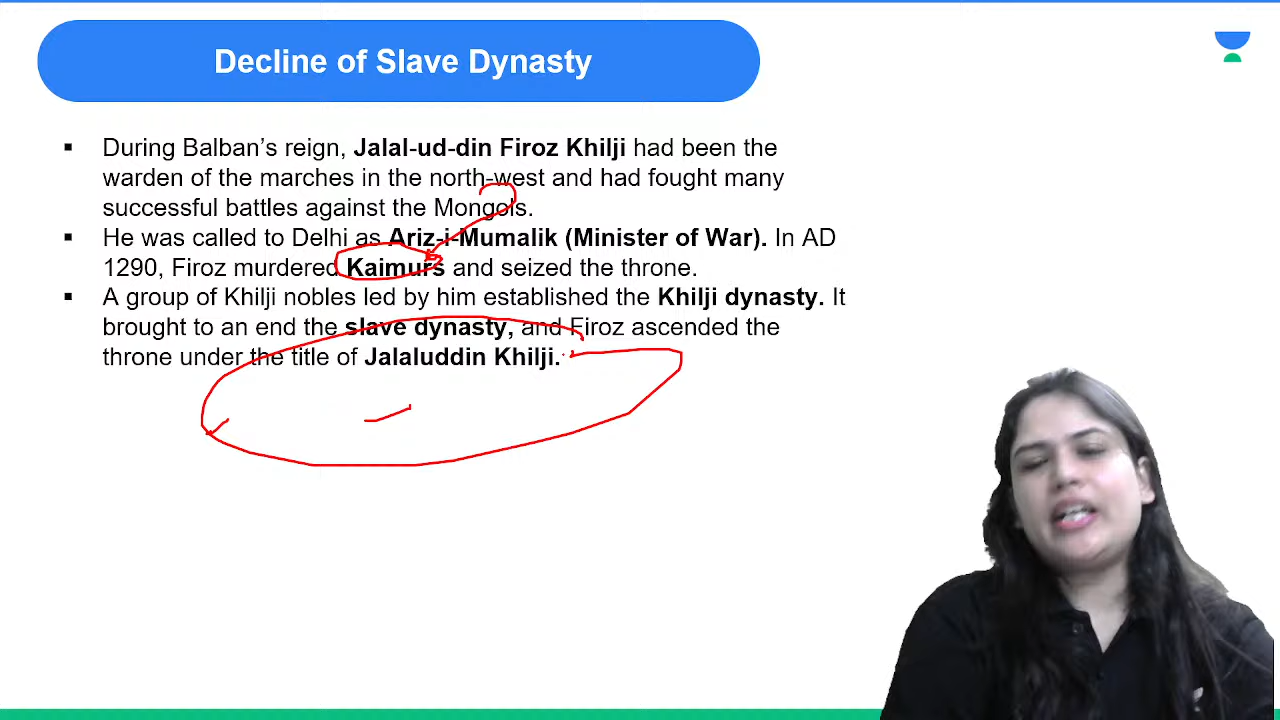 Decline of Slave Dynasty
▪ During Balban’s reign, Jalal-ud-din Firoz Khilji had been the
warden of the marches in the north-west and had fought many
successful battles against the Mongols.
▪ He was called to Delhi as Ariz-i-Mumalik (Minister of War). In AD
1290, Firoz murdered Kaimurs and seized the throne.
▪ A group of Khilji nobles led by him established the Khilji dynasty. It
brought to an end the slave dynasty, and Firoz ascended the
throne under the title of Jalaluddin Khilji.